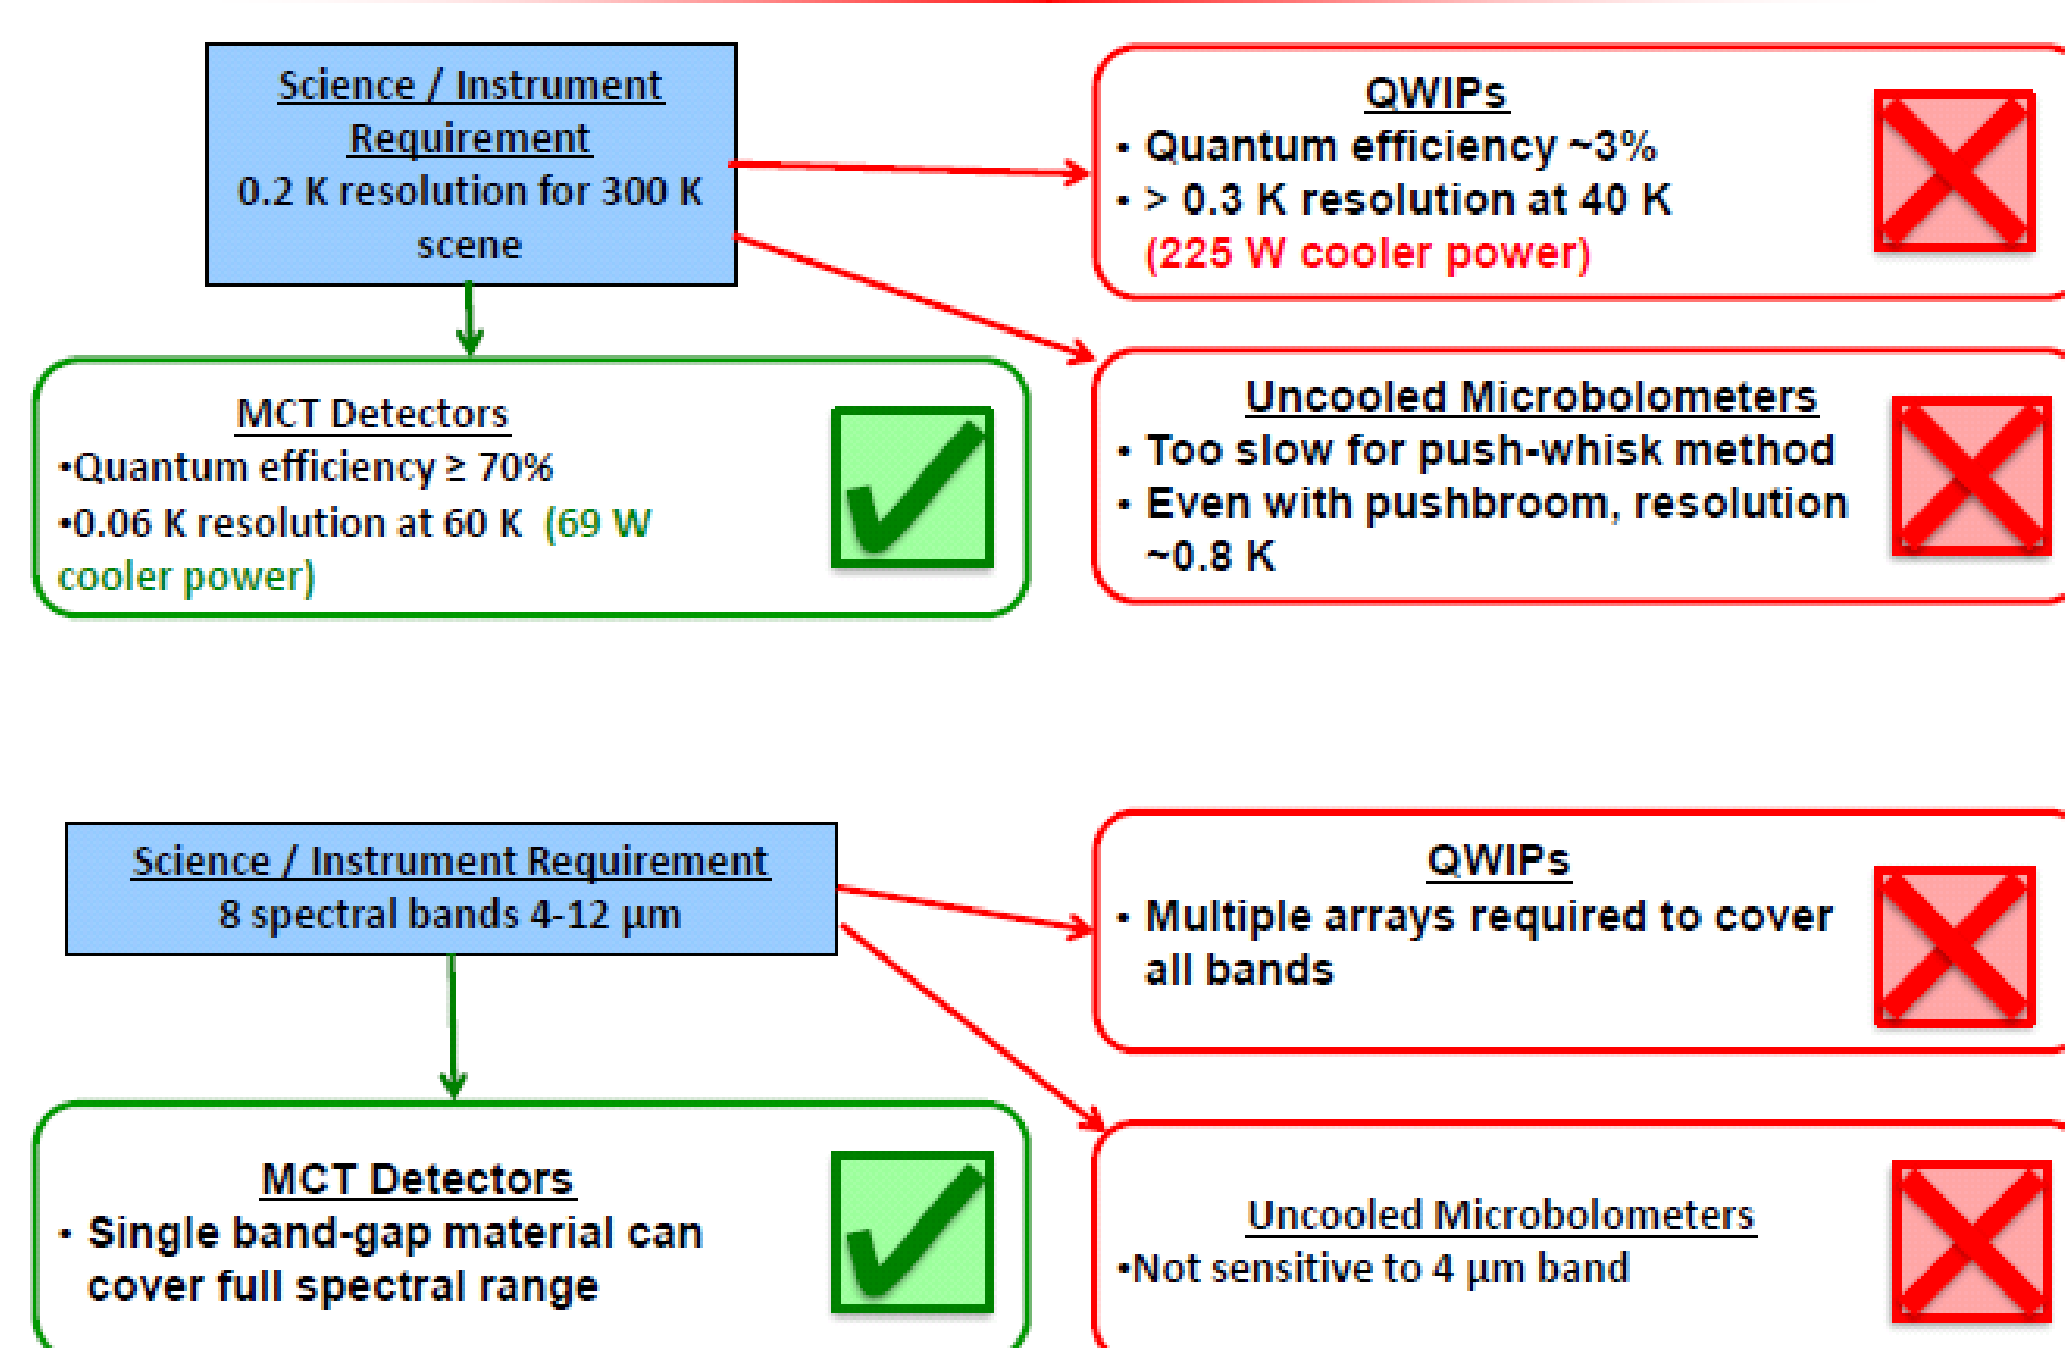 Science / Instrument
Requirement
0.2 K resolution for 300 K
scene
QWIPs
• Quantum efficiency ~3%
• > 0.3 K resolution at 40 K
(225 W cooler power)
MCT Detectors
•Quantum efficiency ≥ 70%
•0.06 K resolution at 60 K (69 W
cooler power)
Uncooled Microbolometers
• Too slow for push-whisk method
• Even with pushbroom, resolution
~0.8 K
Science / Instrument Requirement
8 spectral bands 4-12 µm
QWIPs
• Multiple arrays required to cover
all bands
MCT Detectors
• Single band-gap material can
cover full spectral range
Uncooled Microbolometers
•Not sensitive to 4 µm band